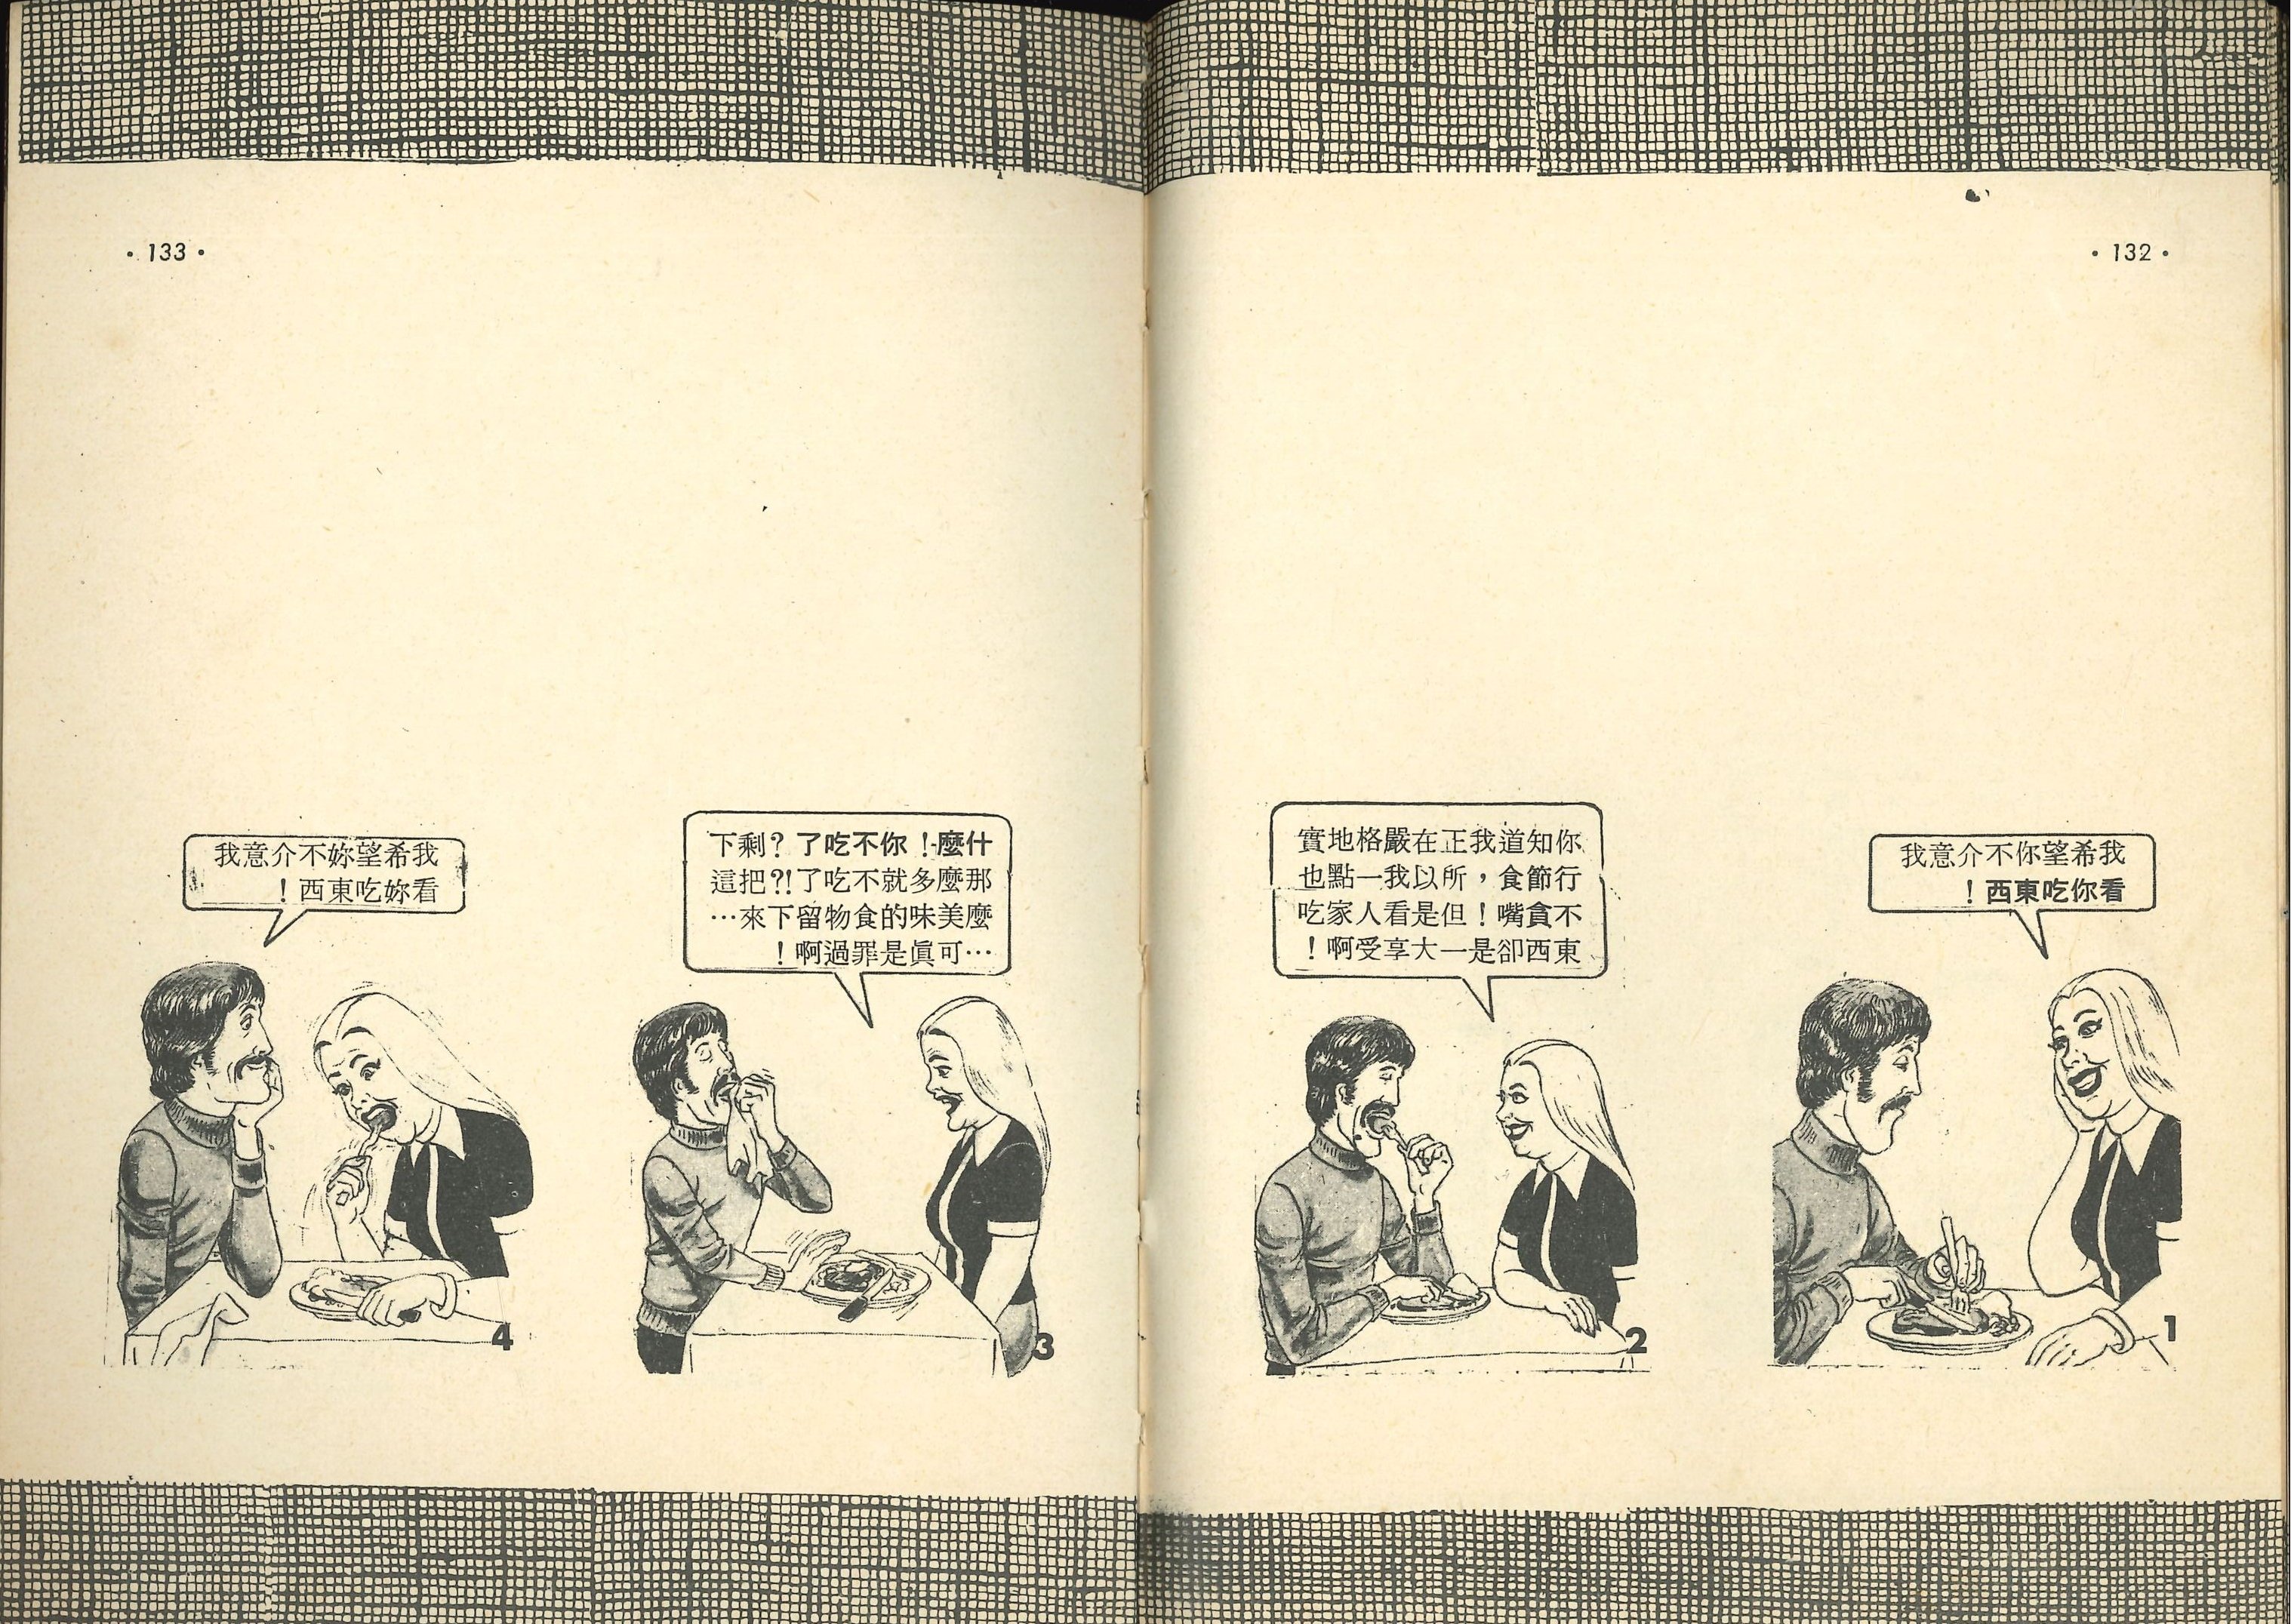 · 132 ·
我希望你不介意我
看你吃東西！
1
你知道我正在嚴格地實
行節食，所以我一點也
不貪嘴！但是看人家吃
東西卻是一大享受啊！
2
· 133 ·
什麼！你不吃了？剩下
那麼多就不吃了?!把這
麼美味的食物留下來…
…可眞是罪過啊！
3
我希望妳不介意我
看妳吃東西！
4